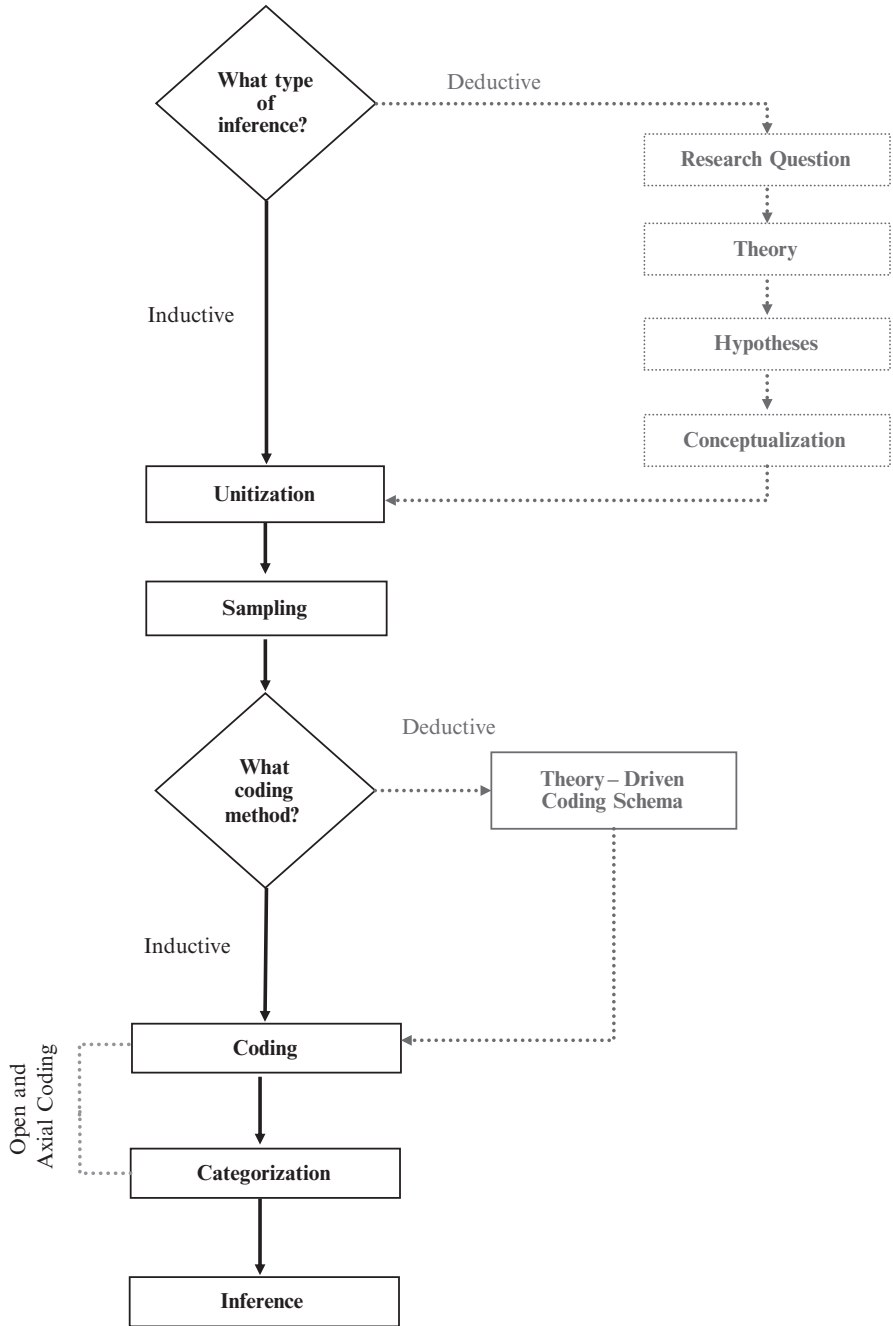 What type
of
inference?
Deductive
Research Question
Theory
Inductive
Hypotheses
Conceptualization
Unitization
Sampling
What
coding
method?
Deductive
Theory – Driven
Coding Schema
Inductive
Coding
Open and
Axial Coding
Categorization
Inference